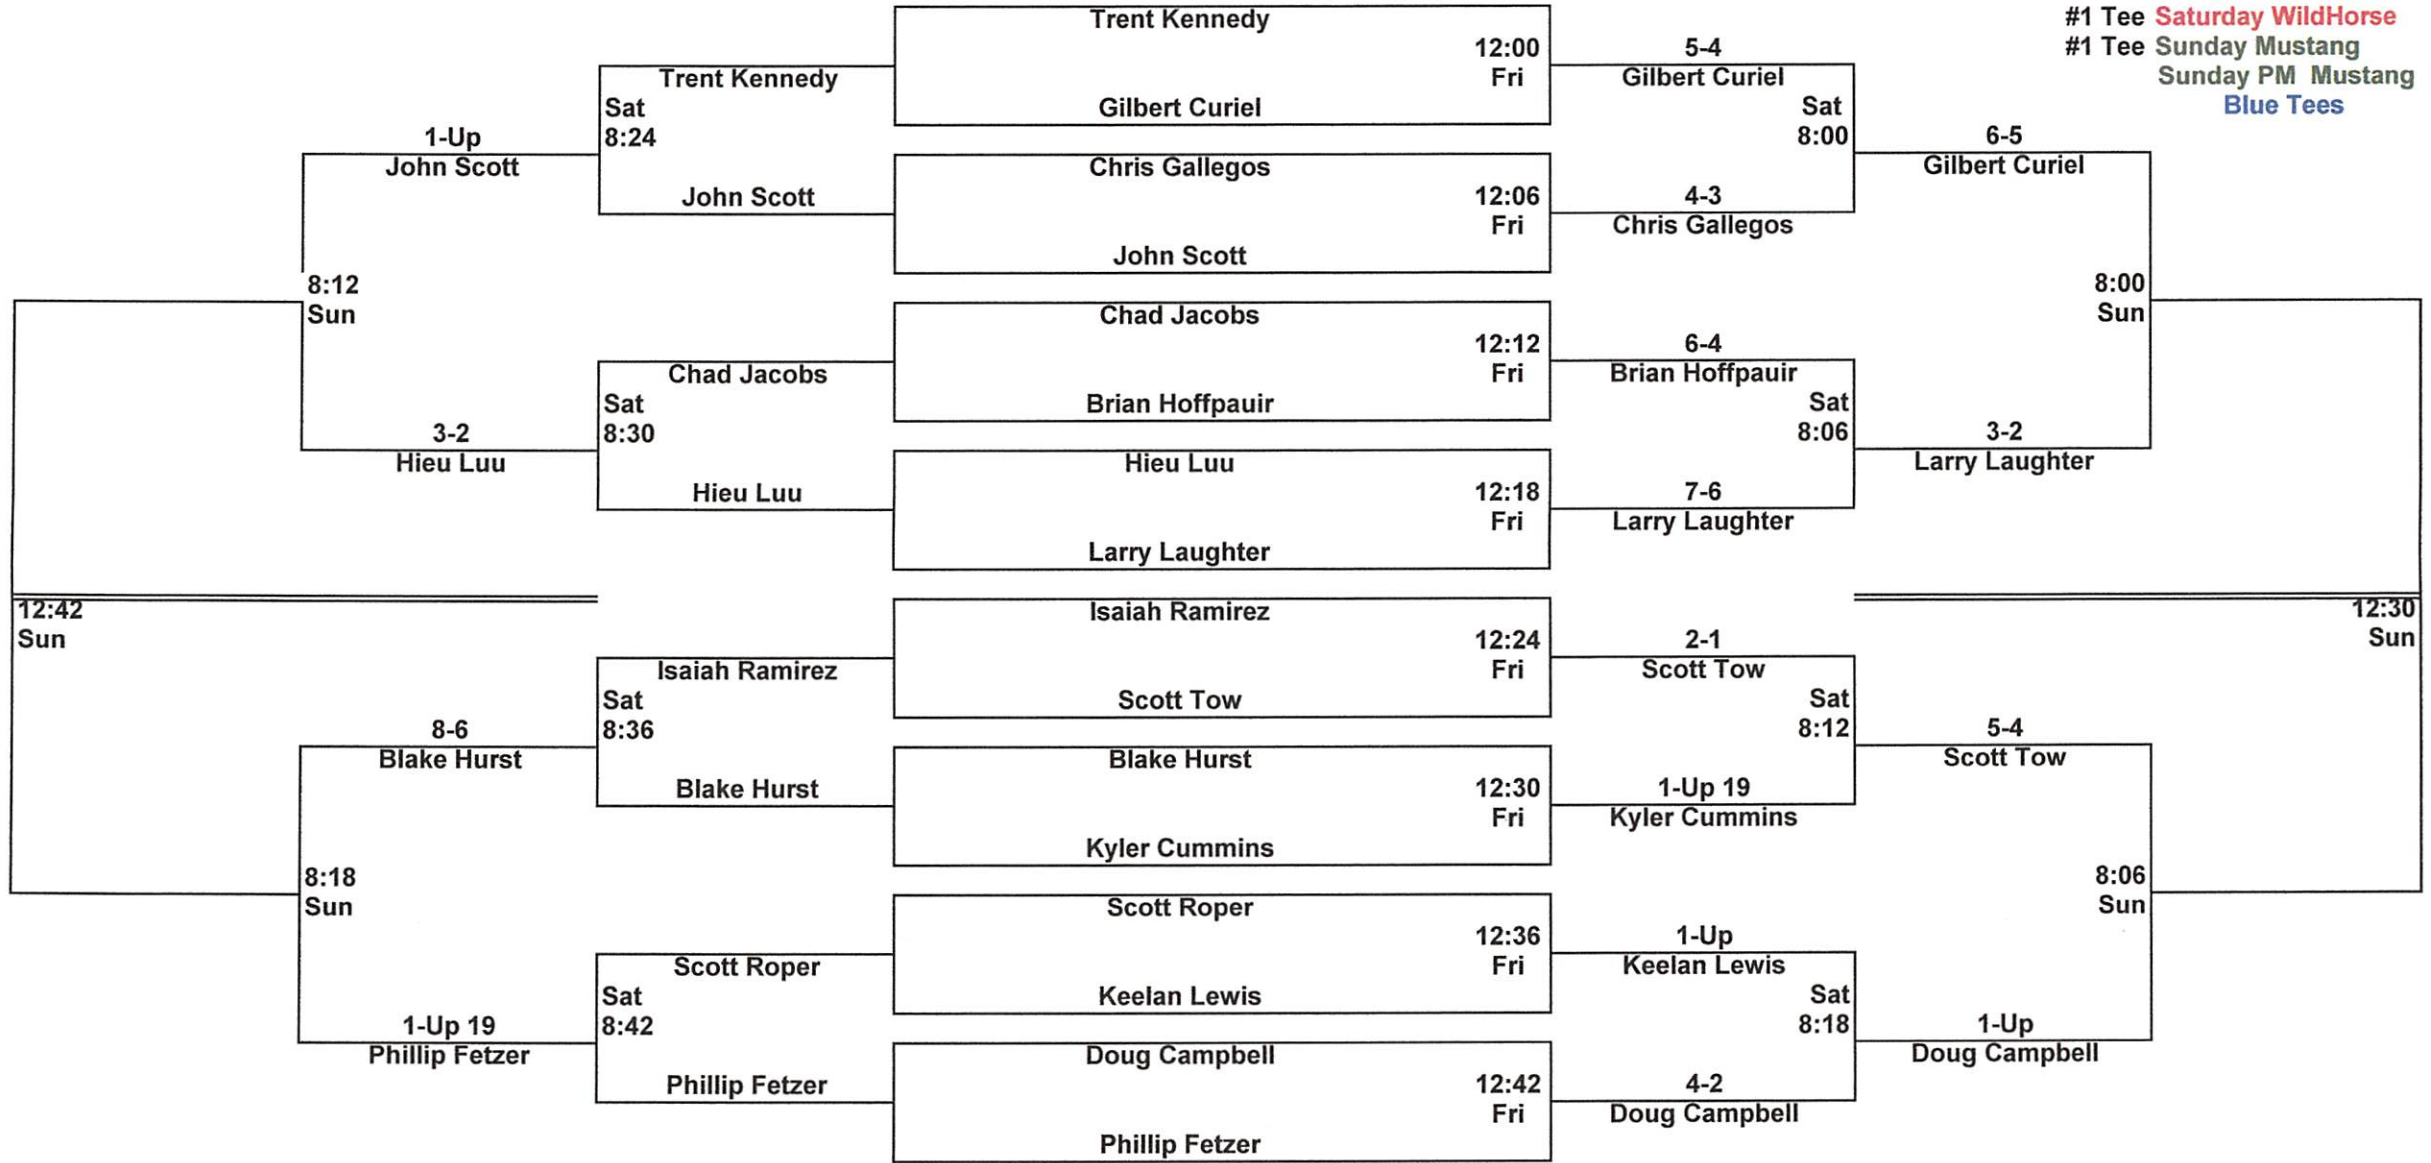 #1 Tee Saturday WildHorse
#1 Tee Sunday Mustang
Sunday PM Mustang
Blue Tees
1-Up
John Scott
8:12
Sun
3-2
Hieu Luu
12:42
Sun
8-6
Blake Hurst
8:18
Sun
1-Up 19
Phillip Fetzer
Trent Kennedy
Sat
8:24
John Scott
Chad Jacobs
Sat
8:30
Hieu Luu
Isaiah Ramirez
Sat
8:36
Blake Hurst
Scott Roper
Sat
8:42
Phillip Fetzer
Trent Kennedy
12:00
Fri
Gilbert Curiel
Chris Gallegos
12:06
Fri
John Scott
Chad Jacobs
12:12
Fri
Brian Hoffpauir
Hieu Luu
12:18
Fri
Larry Laughter
Isaiah Ramirez
12:24
Fri
Scott Tow
Blake Hurst
12:30
Fri
Kyler Cummins
Scott Roper
12:36
Fri
Keelan Lewis
Doug Campbell
12:42
Fri
Phillip Fetzer
5-4
Gilbert Curiel
Sat
8:00
4-3
Chris Gallegos
6-4
Brian Hoffpauir
Sat
8:06
7-6
Larry Laughter
2-1
Scott Tow
Sat
8:12
1-Up 19
Kyler Cummins
1-Up
Keelan Lewis
Sat
8:18
4-2
Doug Campbell
6-5
Gilbert Curiel
8:00
Sun
3-2
Larry Laughter
12:30
Sun
5-4
Scott Tow
8:06
Sun
1-Up
Doug Campbell